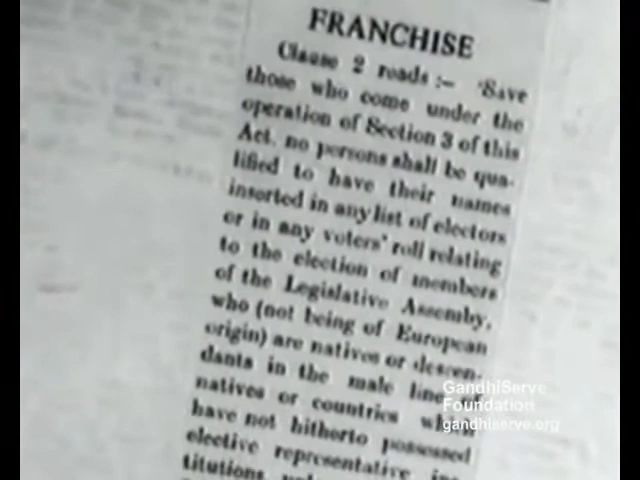 FRANCHISE
Clause 2 reads :— 'Save
those who come under the
operation of Section 3 of this
Act, no persons shall be qua-
lified to have their names
inserted in any list of electors
or in any voters' roll relating
to the election of members
of the Legislative Assemby,
who (not being of European
origin) are natives or descen-
dants in the male line of
natives or countries which
have not hitherto possessed
elective representative ins-
titutions
GandhiServe
Foundation
gandhiserve.org